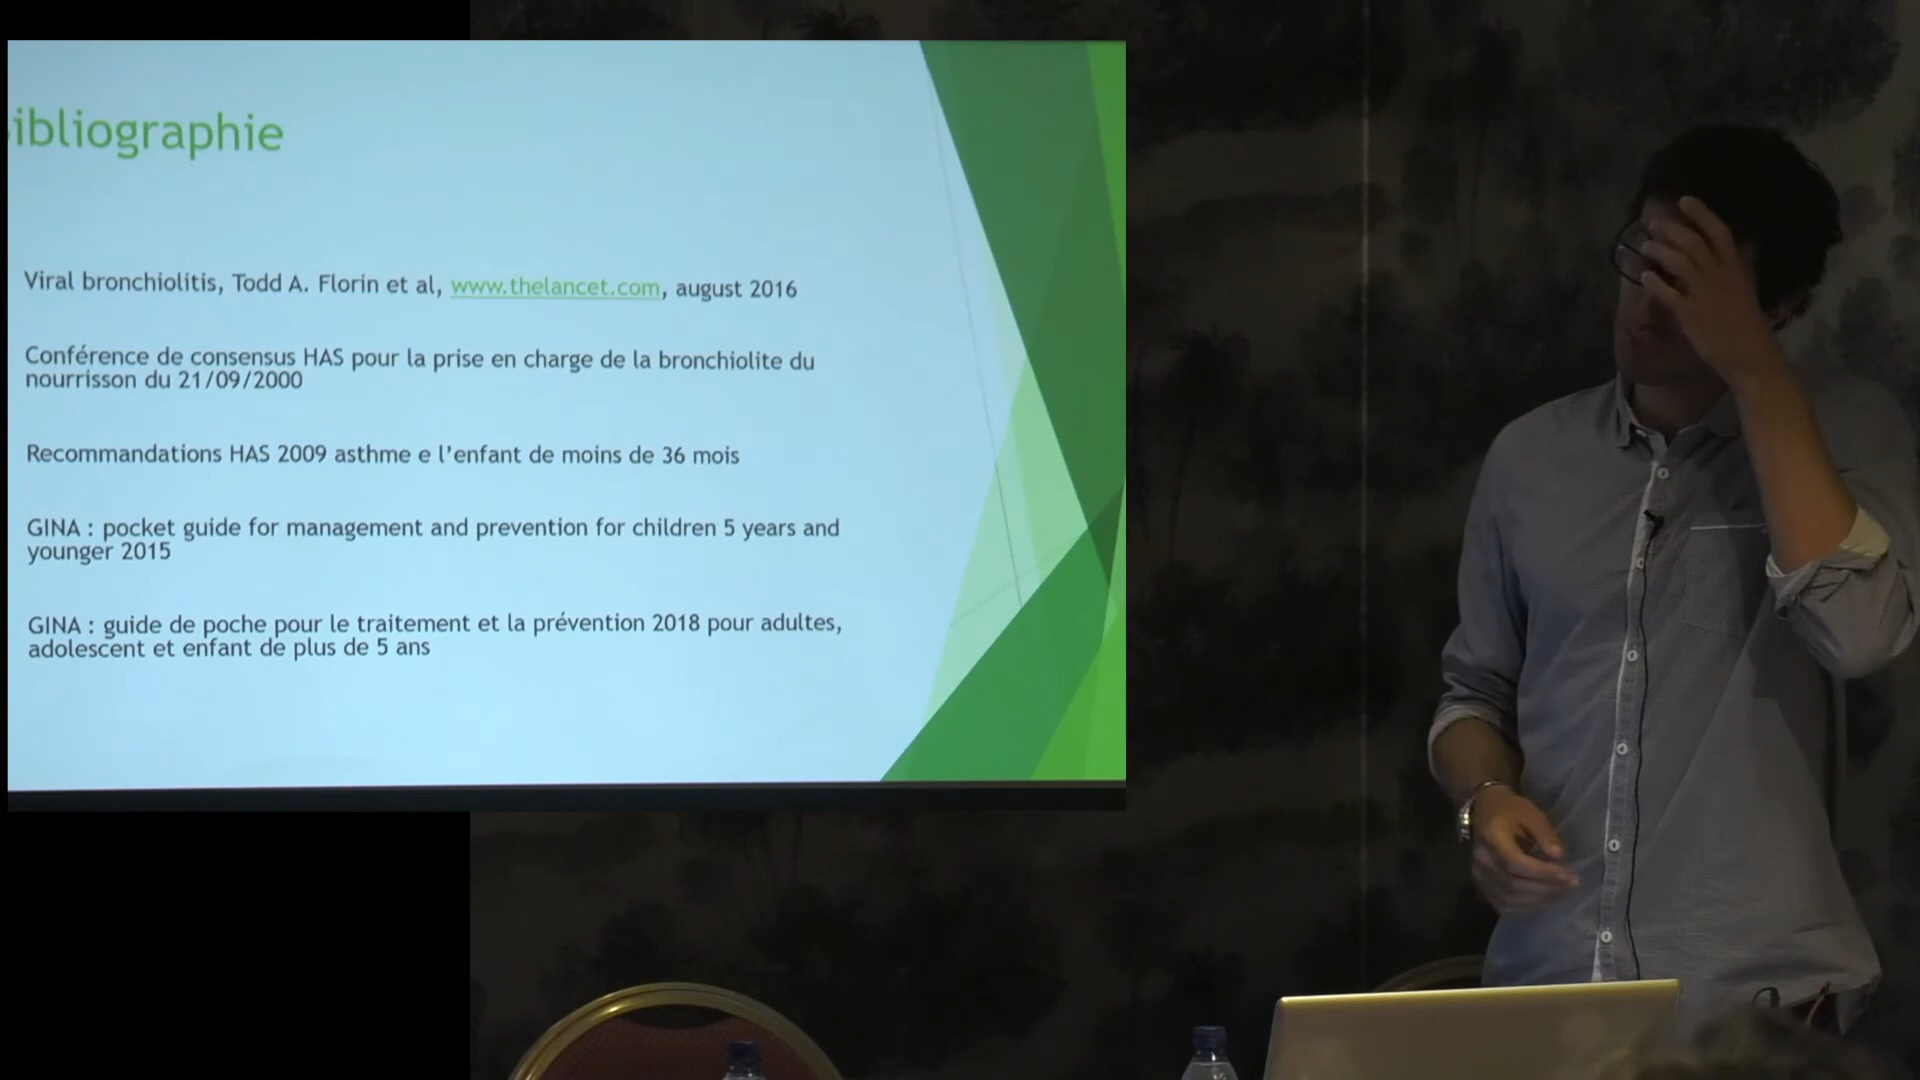 ibliographie
Viral bronchiolitis, Todd A. Florin et al, www.thelancet.com, august 2016
Conférence de consensus HAS pour la prise en charge de la bronchiolite du
nourrisson du 21/09/2000
Recommandations HAS 2009 asthme e l’enfant de moins de 36 mois
GINA : pocket guide for management and prevention for children 5 years and
younger 2015
GINA : guide de poche pour le traitement et la prévention 2018 pour adultes,
adolescent et enfant de plus de 5 ans